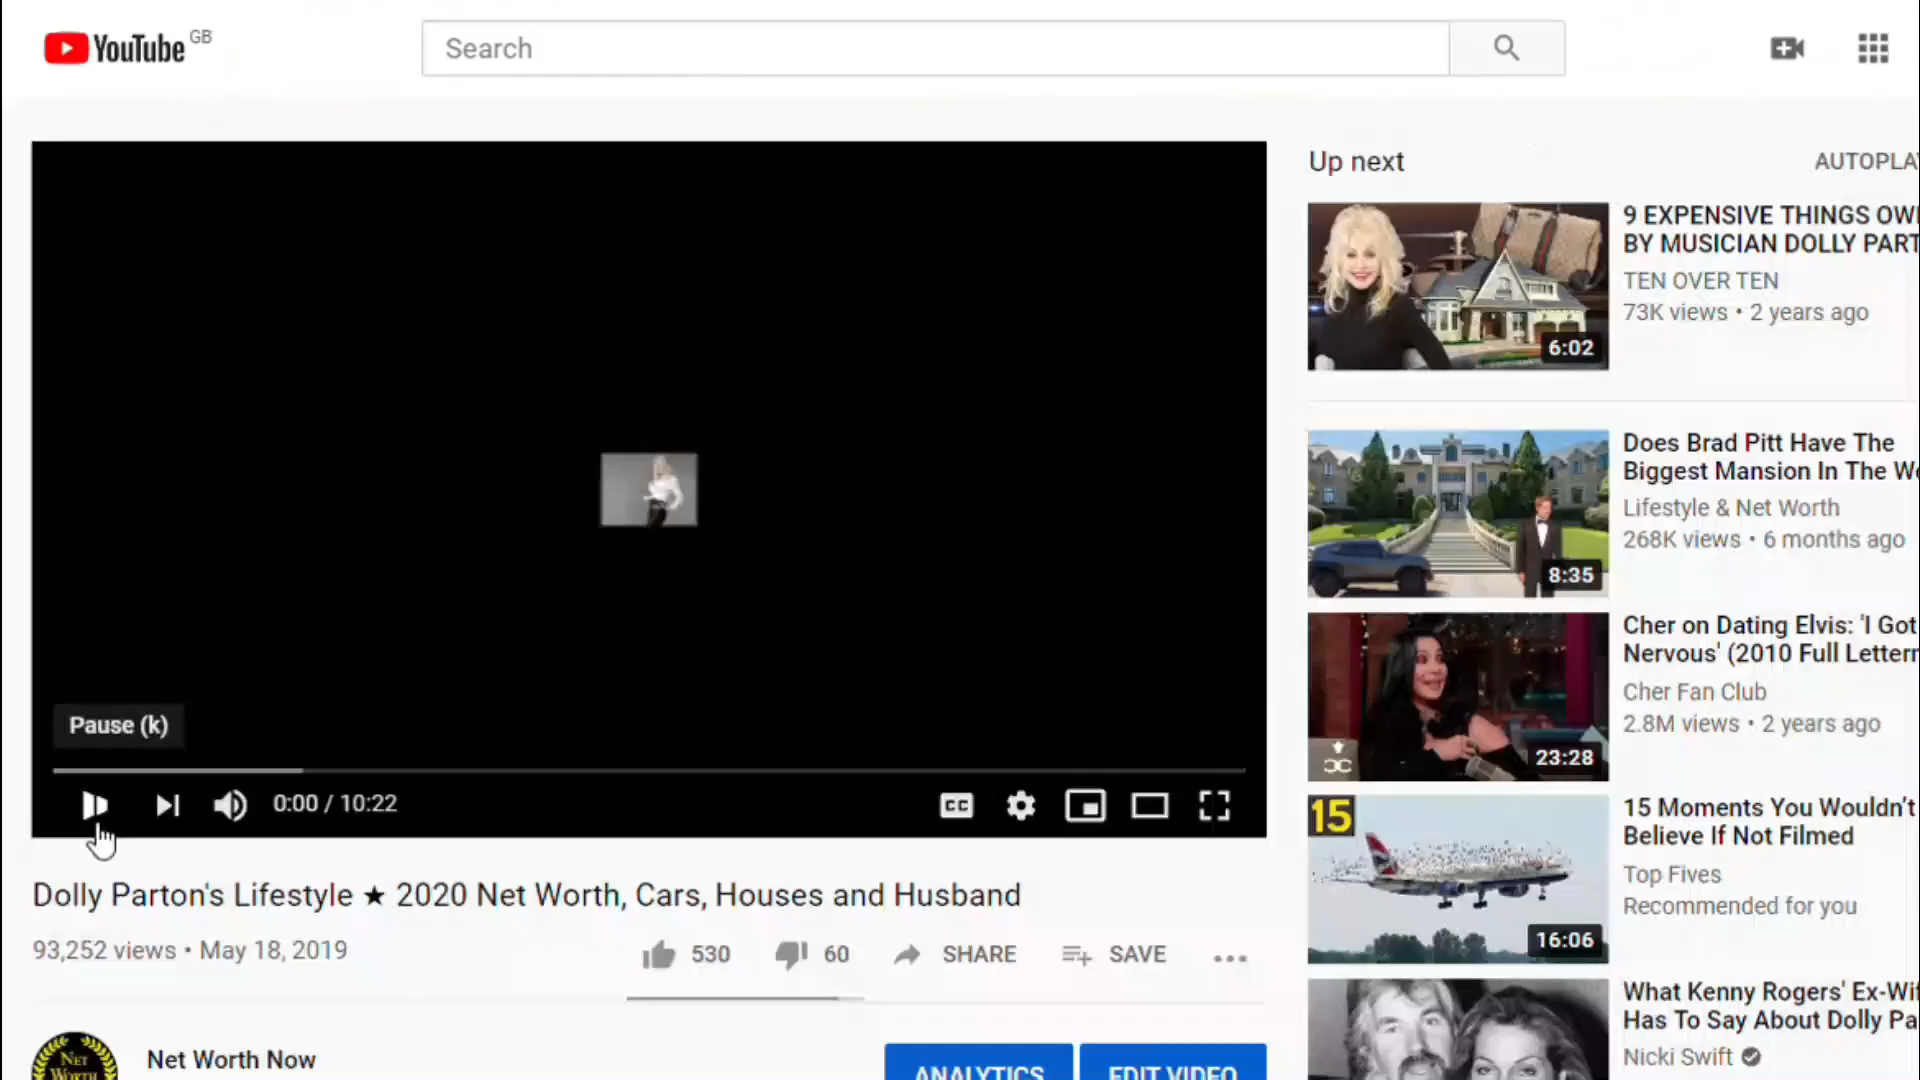 YouTube GB
Search
Up next
AUTOPLA
9 EXPENSIVE THINGS OW
BY MUSICIAN DOLLY PART
TEN OVER TEN
73K views • 2 years ago
6:02
Does Brad Pitt Have The
Biggest Mansion In The W
Lifestyle & Net Worth
268K views • 6 months ago
8:35
Cher on Dating Elvis: 'I Got
Nervous' (2010 Full Letterr
Cher Fan Club
2.8M views • 2 years ago
23:28
15
15 Moments You Wouldn't
Believe If Not Filmed
Top Fives
Recommended for you
16:06
What Kenny Rogers' Ex-Wi
Has To Say About Dolly Pa
Nicki Swift
Pause (k)
0:00 / 10:22
CC
Dolly Parton's Lifestyle ★ 2020 Net Worth, Cars, Houses and Husband
93,252 views • May 18, 2019
530
60
SHARE
SAVE
NET
WORTH
Net Worth Now
ANALYTICS
EDIT VIDEO